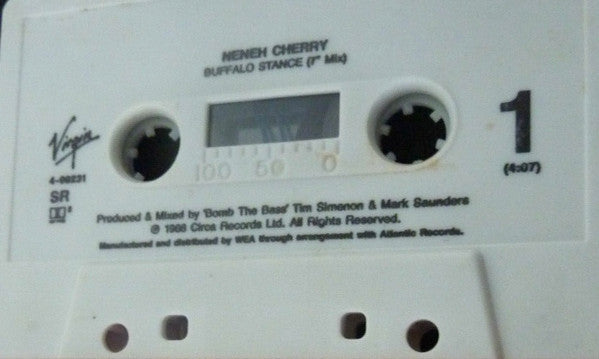 NENEH CHERRY
BUFFALO STANCE (7" Mix)
Virgin
4-99231
SR
100 50 0
1
(4:07)
Produced & Mixed by 'Bomb The Bass' Tim Simenon & Mark Saunders
℗ 1988 Circa Records Ltd. All Rights Reserved.
Manufactured and distributed by WEA through arrangement with Atlantic Records.